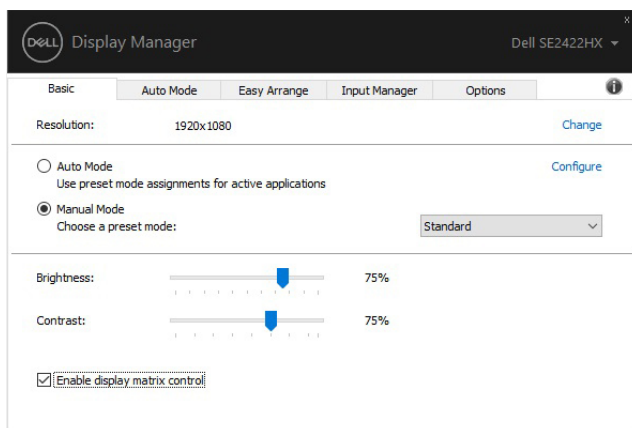 x
DELL Display Manager Dell SE2422HX
Basic Auto Mode Easy Arrange Input Manager Options i
Resolution: 1920x1080 Change
Auto Mode Configure
Use preset mode assignments for active applications
Manual Mode
Choose a preset mode: Standard
Brightness: 75%
Contrast: 75%
Enable display matrix control